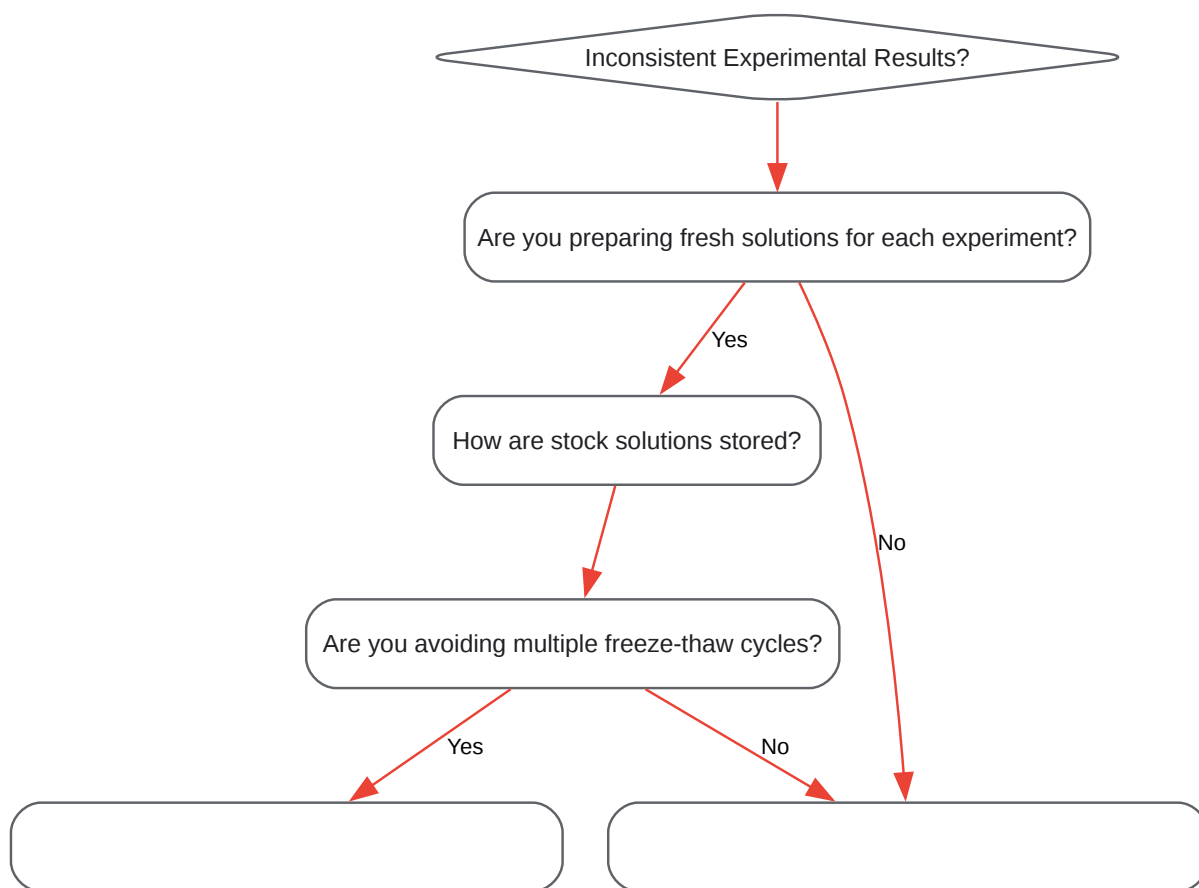 Inconsistent Experimental Results?
Are you preparing fresh solutions for each experiment?
Yes
How are stock solutions stored?
No
Are you avoiding multiple freeze-thaw cycles?
Yes
No